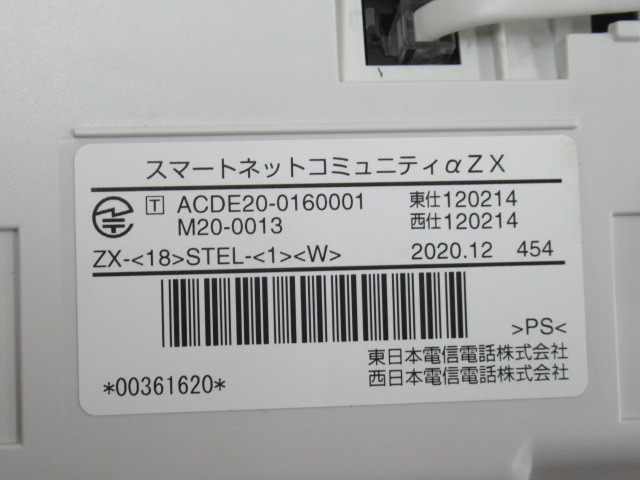 スマートネットコミュニティαZX
T ACDE20-0160001 東仕120214
M20-0013 西仕120214
ZX-<18>STEL-<1><W> 2020.12 454
>PS<
東日本電信電話株式会社
*00361620* 西日本電信電話株式会社